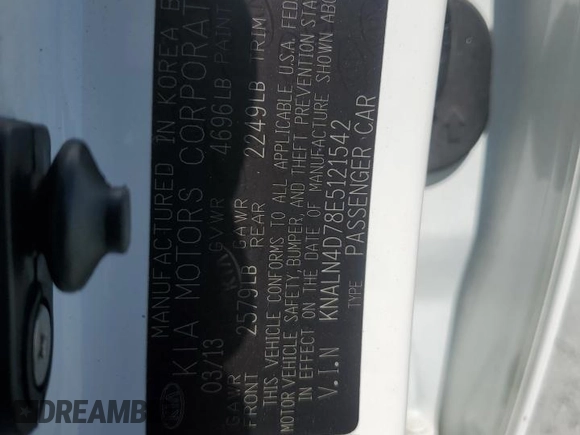 MANUFACTURED IN KOREA B
KIA MOTORS CORPORAT
03/13 GVWR 4696LB PAINT
GAWR FRONT 2579LB GAWR REAR 2249LB TRIM
THIS VEHICLE CONFORMS TO ALL APPLICABLE U.S.A. FED
MOTOR VEHICLE SAFETY, BUMPER, AND THEFT PREVENTION STA
IN EFFECT ON THE DATE OF MANUFACTURE SHOWN ABO
V.I.N KNALN4D78E5121542
TYPE PASSENGER CAR
KIA
DREAMB